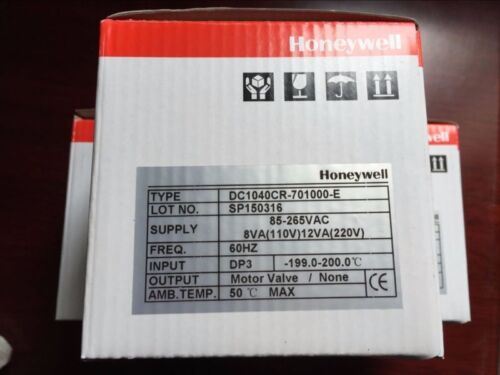 Honeywell
Honeywell
TYPE DC1040CR-701000-E
LOT NO. SP150316
SUPPLY 85-265VAC
8VA(110V)12VA(220V)
FREQ. 60HZ
INPUT DP3 -199.0-200.0℃
OUTPUT Motor Valve / None
AMB.TEMP. 50 ℃ MAX
CE
eywell